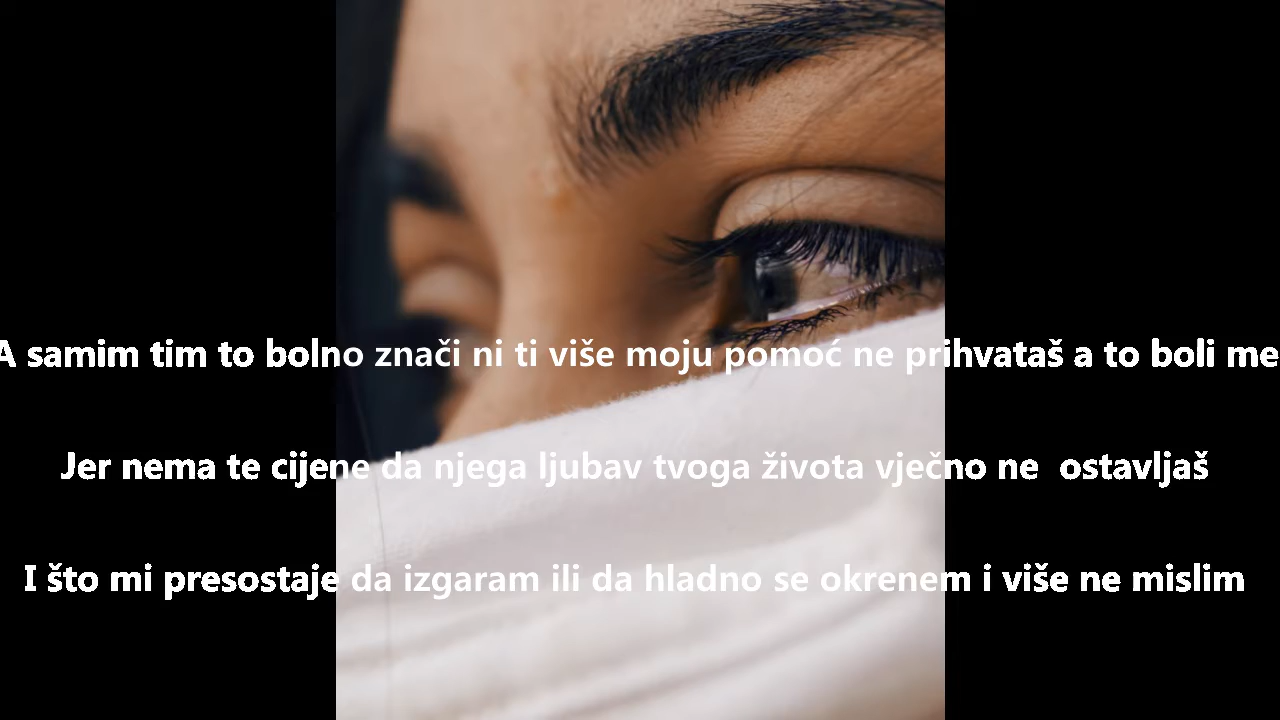 A samim tim to bolno znači ni ti više moju pomoć ne prihvataš a to boli me
Jer nema te cijene da njega ljubav tvoga života vječno ne  ostavljaš
I što mi presostaje da izgaram ili da hladno se okrenem i više ne mislim